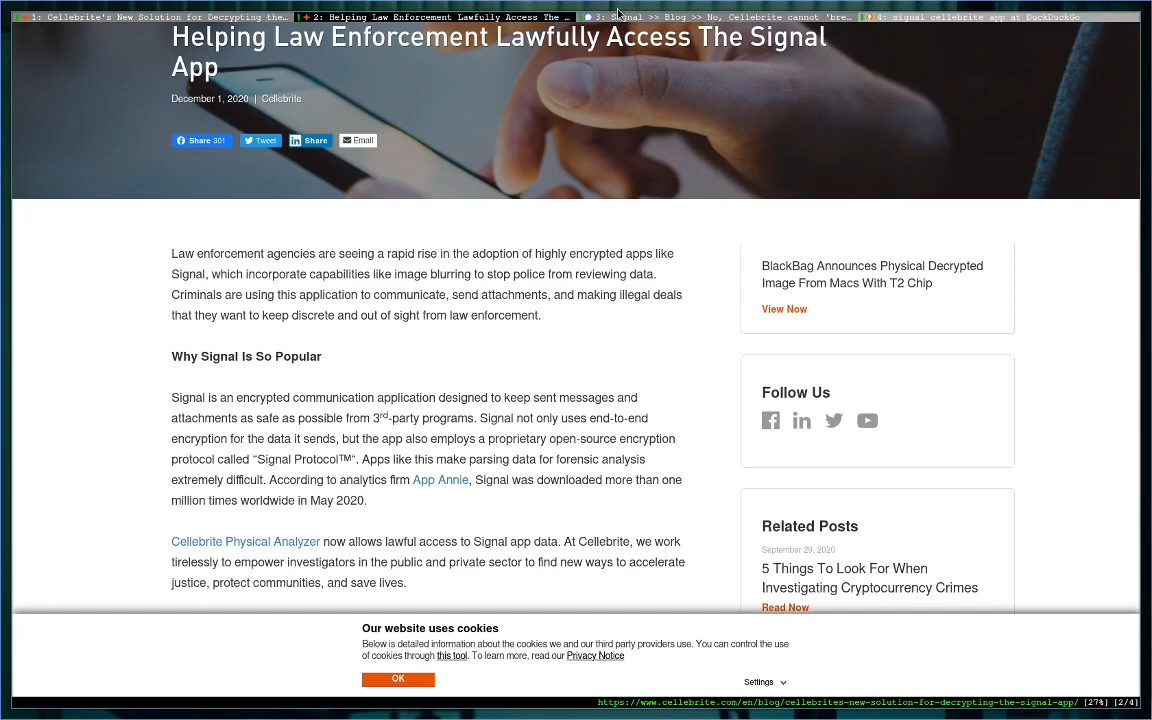 1: Cellebrite's New Solution for Decrypting the… 2: Helping Law Enforcement Lawfully Access The … 3: Signal >> Blog >> No, Cellebrite cannot 'bre… 4: signal cellebrite app at DuckDuckGo
Helping Law Enforcement Lawfully Access The Signal
App
December 1, 2020 | Cellebrite
Share 301 Tweet Share Email
Law enforcement agencies are seeing a rapid rise in the adoption of highly encrypted apps like
Signal, which incorporate capabilities like image blurring to stop police from reviewing data.
Criminals are using this application to communicate, send attachments, and making illegal deals
that they want to keep discrete and out of sight from law enforcement.
Why Signal Is So Popular
Signal is an encrypted communication application designed to keep sent messages and
attachments as safe as possible from 3rd-party programs. Signal not only uses end-to-end
encryption for the data it sends, but the app also employs a proprietary open-source encryption
protocol called “Signal Protocol™“. Apps like this make parsing data for forensic analysis
extremely difficult. According to analytics firm App Annie, Signal was downloaded more than one
million times worldwide in May 2020.
Cellebrite Physical Analyzer now allows lawful access to Signal app data. At Cellebrite, we work
tirelessly to empower investigators in the public and private sector to find new ways to accelerate
justice, protect communities, and save lives.
BlackBag Announces Physical Decrypted
Image From Macs With T2 Chip
View Now
Follow Us
Related Posts
September 29, 2020
5 Things To Look For When
Investigating Cryptocurrency Crimes
Read Now
Our website uses cookies
Below is detailed information about the cookies we and our third party providers use. You can control the use
of cookies through this tool. To learn more, read our Privacy Notice
OK
Settings
https://www.cellebrite.com/en/blog/cellebrites-new-solution-for-decrypting-the-signal-app/ [27%] [2/4]